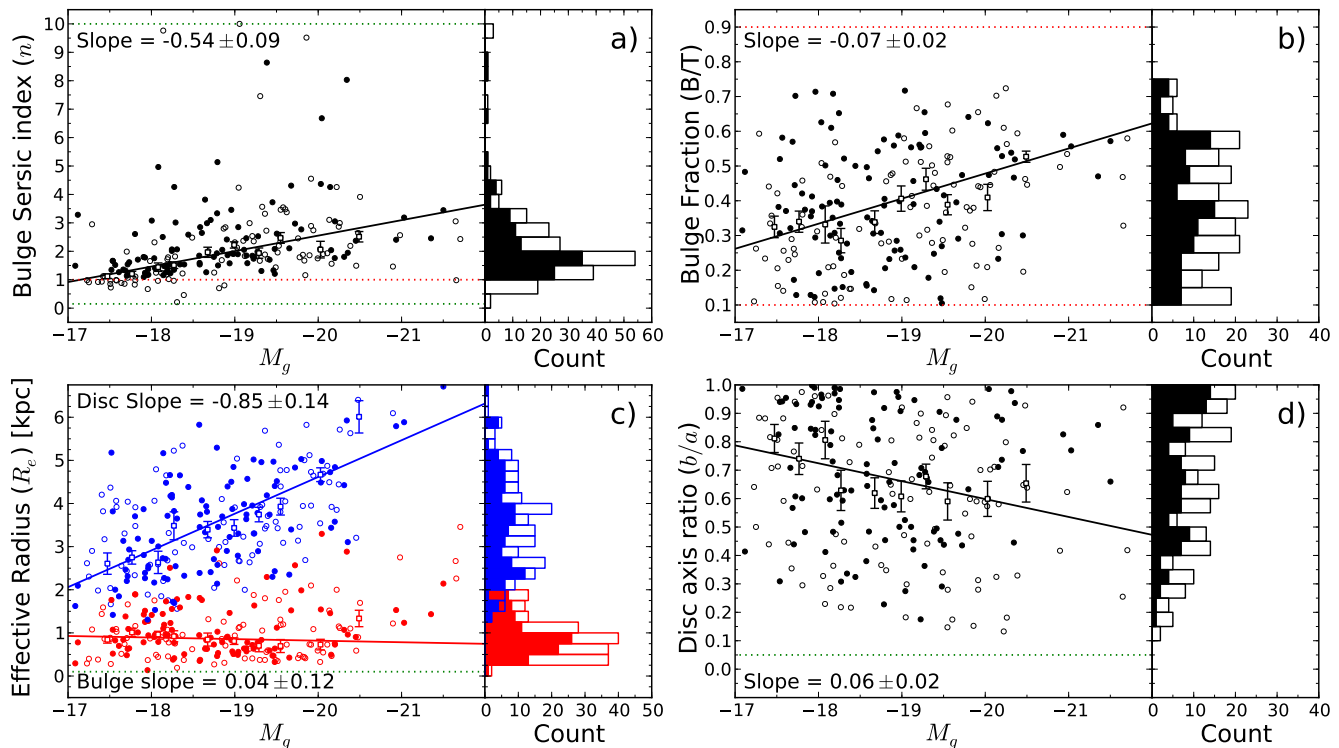 Slope = -0.54±0.09
a)
Bulge Sersic index (n)
10
9
8
7
6
5
4
3
2
1
0
−17 −18 −19 −20 −21
0 10 20 30 40 50 60
M_g
Count
Slope = -0.07±0.02
b)
Bulge Fraction (B/T)
0.9
0.8
0.7
0.6
0.5
0.4
0.3
0.2
0.1
−17 −18 −19 −20 −21
0 10 20 30 40
M_g
Count
Disc Slope = -0.85±0.14
c)
Effective Radius (R_e) [kpc]
6
5
4
3
2
1
0
Bulge slope = 0.04±0.12
−17 −18 −19 −20 −21
0 10 20 30 40 50
M_g
Count
d)
Disc axis ratio (b/a)
1.0
0.9
0.8
0.7
0.6
0.5
0.4
0.3
0.2
0.1
0.0
Slope = 0.06±0.02
−17 −18 −19 −20 −21
0 10 20 30 40
M_g
Count